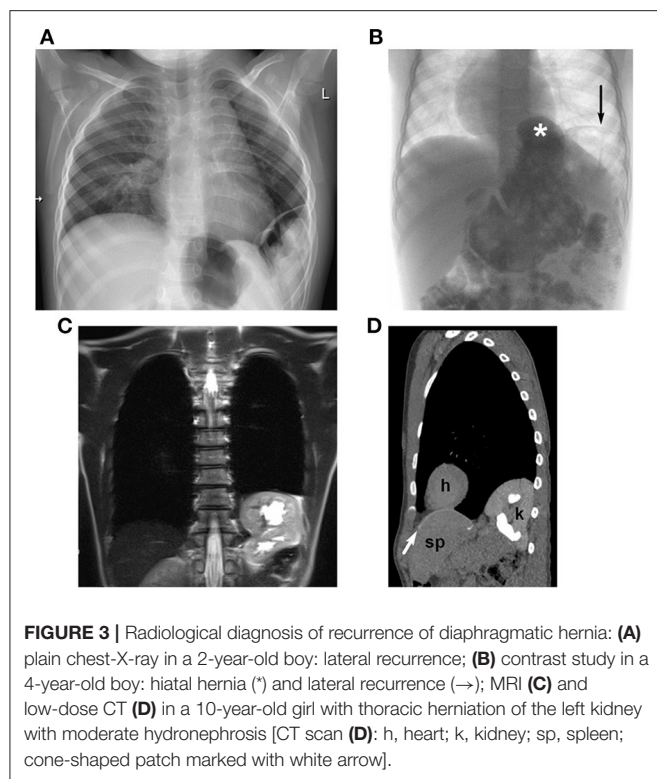 A
B
L
*
C
D
h
k
sp
FIGURE 3 | Radiological diagnosis of recurrence of diaphragmatic hernia: (A)
plain chest-X-ray in a 2-year-old boy: lateral recurrence; (B) contrast study in a
4-year-old boy: hiatal hernia (*) and lateral recurrence (→); MRI (C) and
low-dose CT (D) in a 10-year-old girl with thoracic herniation of the left kidney
with moderate hydronephrosis [CT scan (D): h, heart; k, kidney; sp, spleen;
cone-shaped patch marked with white arrow].